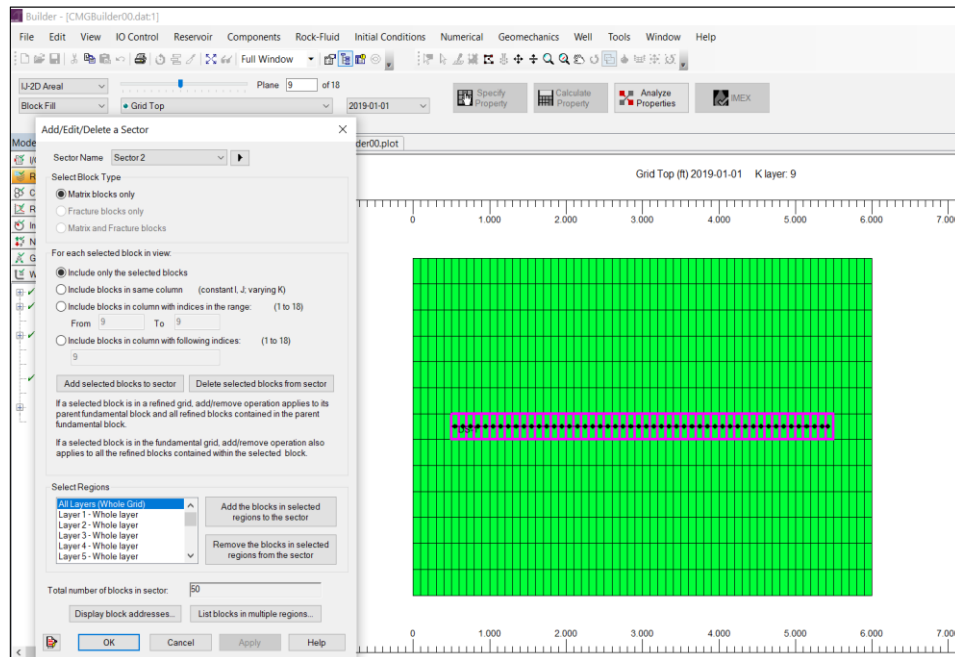 Builder - [CMGBuilder00.dat:1]
File Edit View IO Control Reservoir Components Rock-Fluid Initial Conditions Numerical Geomechanics Well Tools Window Help
Full Window
IJ-2D Areal Plane 9 of 18
Block Fill Grid Top 2019-01-01
Specify Property
Calculate Property
Analyze Properties
IMEX
Add/Edit/Delete a Sector
Mode
der00.plot
Sector Name Sector 2
Select Block Type
Matrix blocks only
Fracture blocks only
Matrix and Fracture blocks
For each selected block in view:
Include only the selected blocks
Include blocks in same column (constant I, J; varying K)
Include blocks in column with indices in the range: (1 to 18)
From 9 To 9
Include blocks in column with following indices: (1 to 18)
9
Add selected blocks to sector Delete selected blocks from sector
If a selected block is in a refined grid, add/remove operation applies to its
parent fundamental block and all refined blocks contained in the parent
fundamental block.
If a selected block is in the fundamental grid, add/remove operation also
applies to all the refined blocks contained within the selected block.
Select Regions
All Layers (Whole Grid)
Layer 1 - Whole layer
Layer 2 - Whole layer
Layer 3 - Whole layer
Layer 4 - Whole layer
Layer 5 - Whole layer
Add the blocks in selected
regions to the sector
Remove the blocks in selected
regions from the sector
Total number of blocks in sector: 50
Display block addresses... List blocks in multiple regions...
OK Cancel Apply Help
Grid Top (ft) 2019-01-01 K layer: 9
0 1.000 2.000 3.000 4.000 5.000 6.000 7.00
0 1.000 2.000 3.000 4.000 5.000 6.000 7.00